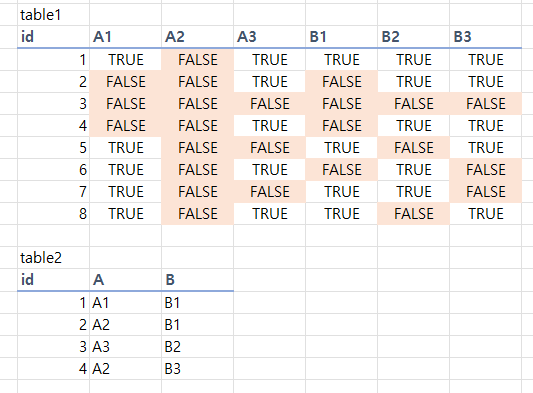 table1
id A1 A2 A3 B1 B2 B3
1 TRUE FALSE TRUE TRUE TRUE TRUE
2 FALSE FALSE TRUE FALSE TRUE TRUE
3 FALSE FALSE FALSE FALSE FALSE FALSE
4 FALSE FALSE TRUE FALSE TRUE TRUE
5 TRUE FALSE FALSE TRUE FALSE TRUE
6 TRUE FALSE TRUE FALSE TRUE FALSE
7 TRUE FALSE FALSE TRUE TRUE FALSE
8 TRUE FALSE TRUE TRUE FALSE TRUE
table2
id A B
1 A1 B1
2 A2 B1
3 A3 B2
4 A2 B3